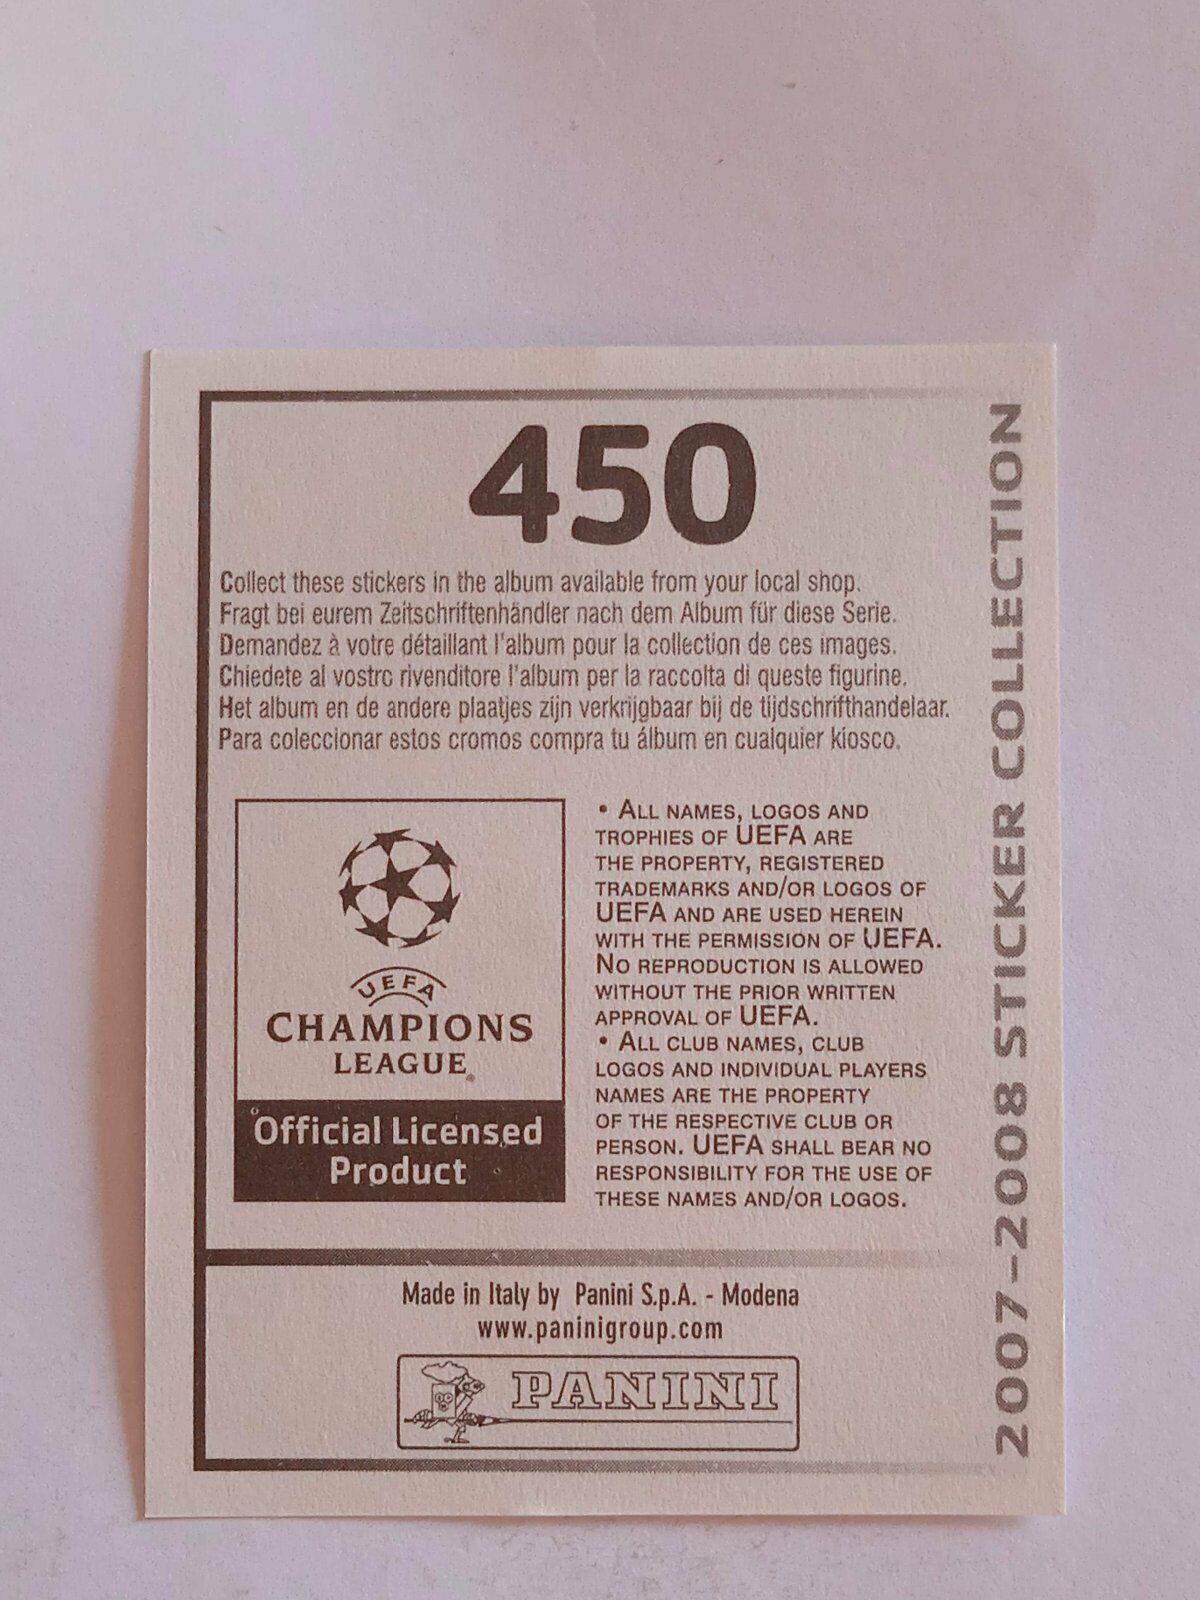 450
Collect these stickers in the album available from your local shop.
Fragt bei eurem Zeitschriftenhändler nach dem Album für diese Serie.
Demandez à votre détaillant l'album pour la collection de ces images.
Chiedete al vostro rivenditore l'album per la raccolta di queste figurine.
Het album en de andere plaatjes zijn verkrijgbaar bij de tijdschrifthandelaar.
Para coleccionar estos cromos compra tu álbum en cualquier kiosco.
UEFA
CHAMPIONS
LEAGUE
Official Licensed
Product
• ALL NAMES, LOGOS AND
TROPHIES OF UEFA ARE
THE PROPERTY, REGISTERED
TRADEMARKS AND/OR LOGOS OF
UEFA AND ARE USED HEREIN
WITH THE PERMISSION OF UEFA.
NO REPRODUCTION IS ALLOWED
WITHOUT THE PRIOR WRITTEN
APPROVAL OF UEFA.
• ALL CLUB NAMES, CLUB
LOGOS AND INDIVIDUAL PLAYERS
NAMES ARE THE PROPERTY
OF THE RESPECTIVE CLUB OR
PERSON. UEFA SHALL BEAR NO
RESPONSIBILITY FOR THE USE OF
THESE NAMES AND/OR LOGOS.
Made in Italy by Panini S.p.A. - Modena
www.paninigroup.com
PANINI
2007-2008 STICKER COLLECTION